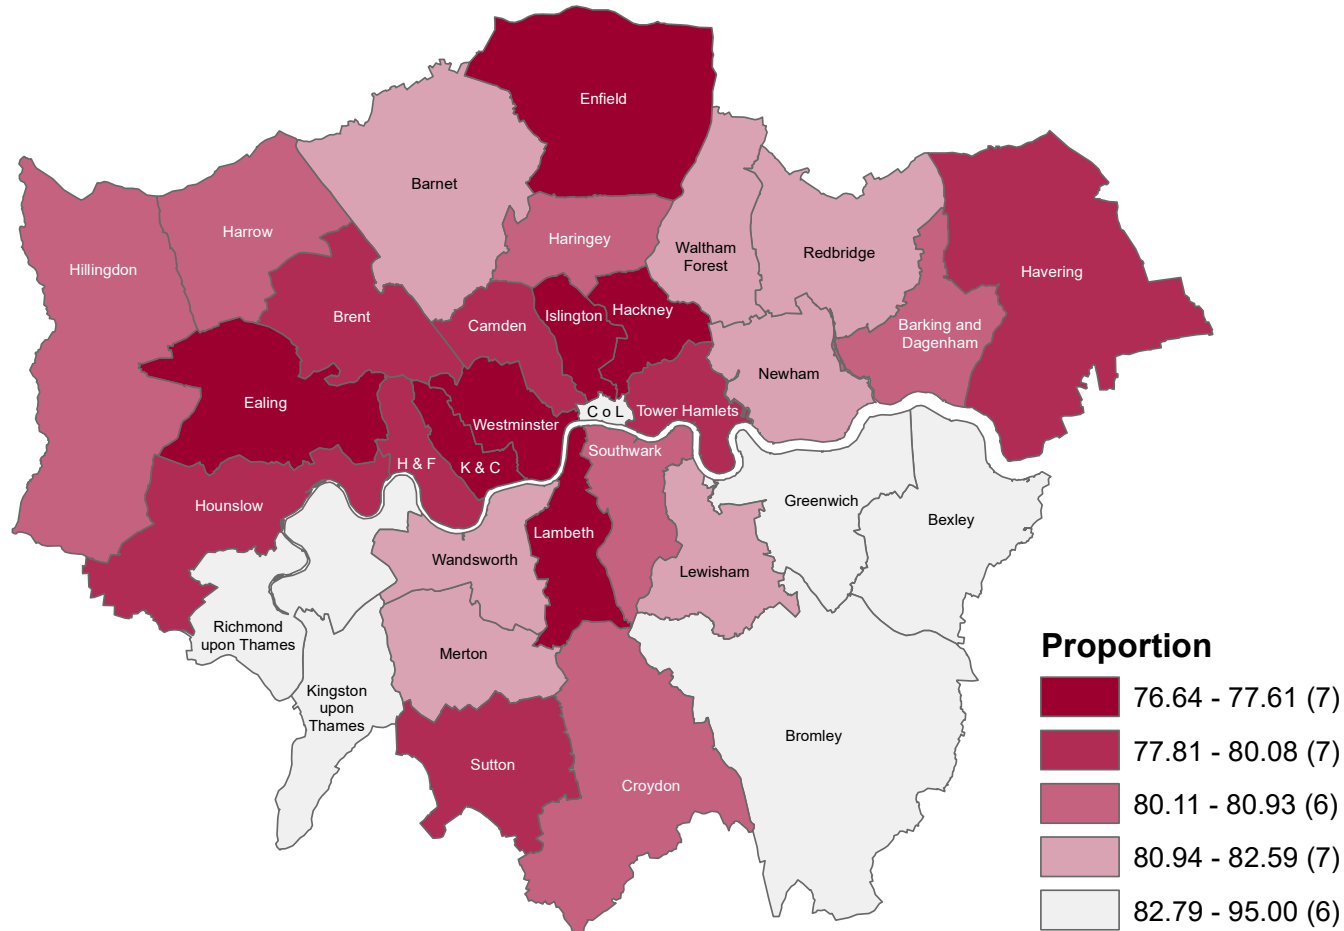 Enfield
Barnet
Harrow
Haringey
Waltham
Forest
Redbridge
Hillingdon
Havering
Brent
Camden
Islington
Hackney
Barking and
Dagenham
Newham
Ealing
Westminster
C o L
Tower Hamlets
H & F
K & C
Southwark
Hounslow
Greenwich
Bexley
Lambeth
Wandsworth
Lewisham
Richmond
upon Thames
Merton
Kingston
upon
Thames
Bromley
Sutton
Croydon
Proportion
76.64 - 77.61 (7)
77.81 - 80.08 (7)
80.11 - 80.93 (6)
80.94 - 82.59 (7)
82.79 - 95.00 (6)